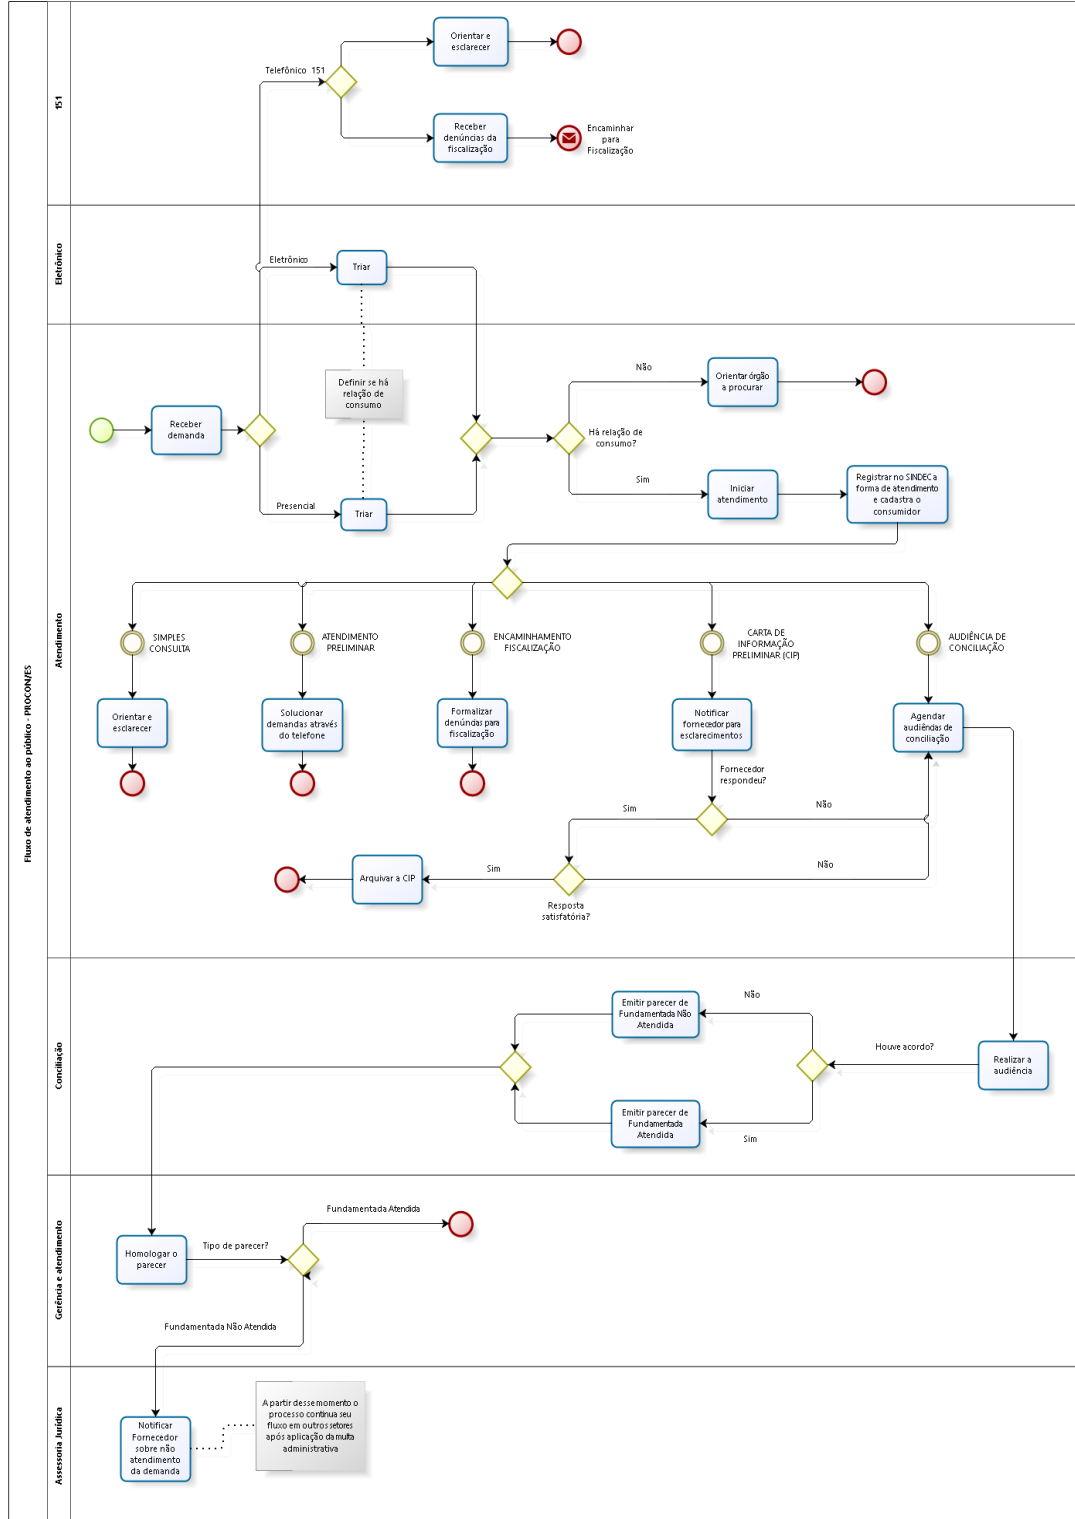 Fluxo de atendimento ao público - PROCON/ES
151
Telefônico 151
Orientar e
esclarecer
Receber
denúncias da
fiscalização
Encaminhar
para
Fiscalização
Eletrônico
Eletrônico
Triar
Atendimento
Receber
demanda
Definir se há
relação de
consumo
Presencial
Triar
Há relação de
consumo?
Não
Orientar órgão
a procurar
Sim
Iniciar
atendimento
Registrar no SINDEC a
forma de atendimento
e cadastra o
consumidor
SIMPLES
CONSULTA
ATENDIMENTO
PRELIMINAR
ENCAMINHAMENTO
FISCALIZAÇÃO
CARTA DE
INFORMAÇÃO
PRELIMINAR (CIP)
AUDIÊNCIA DE
CONCILIAÇÃO
Orientar e
esclarecer
Solucionar
demandas através
do telefone
Formalizar
denúncias para
fiscalização
Notificar
fornecedor para
esclarecimentos
Agendar
audiências de
conciliação
Fornecedor
respondeu?
Sim
Não
Arquivar a CIP
Sim
Não
Resposta
satisfatória?
Conciliação
Emitir parecer de
Fundamentada Não
Atendida
Não
Houve acordo?
Realizar a
audiência
Emitir parecer de
Fundamentada
Atendida
Sim
Gerência e atendimento
Homologar o
parecer
Tipo de parecer?
Fundamentada Atendida
Fundamentada Não Atendida
Assessoria Jurídica
Notificar
Fornecedor
sobre não
atendimento
da demanda
A partir desse momento o
processo continua seu
fluxo em outros setores
após aplicação da multa
administrativa